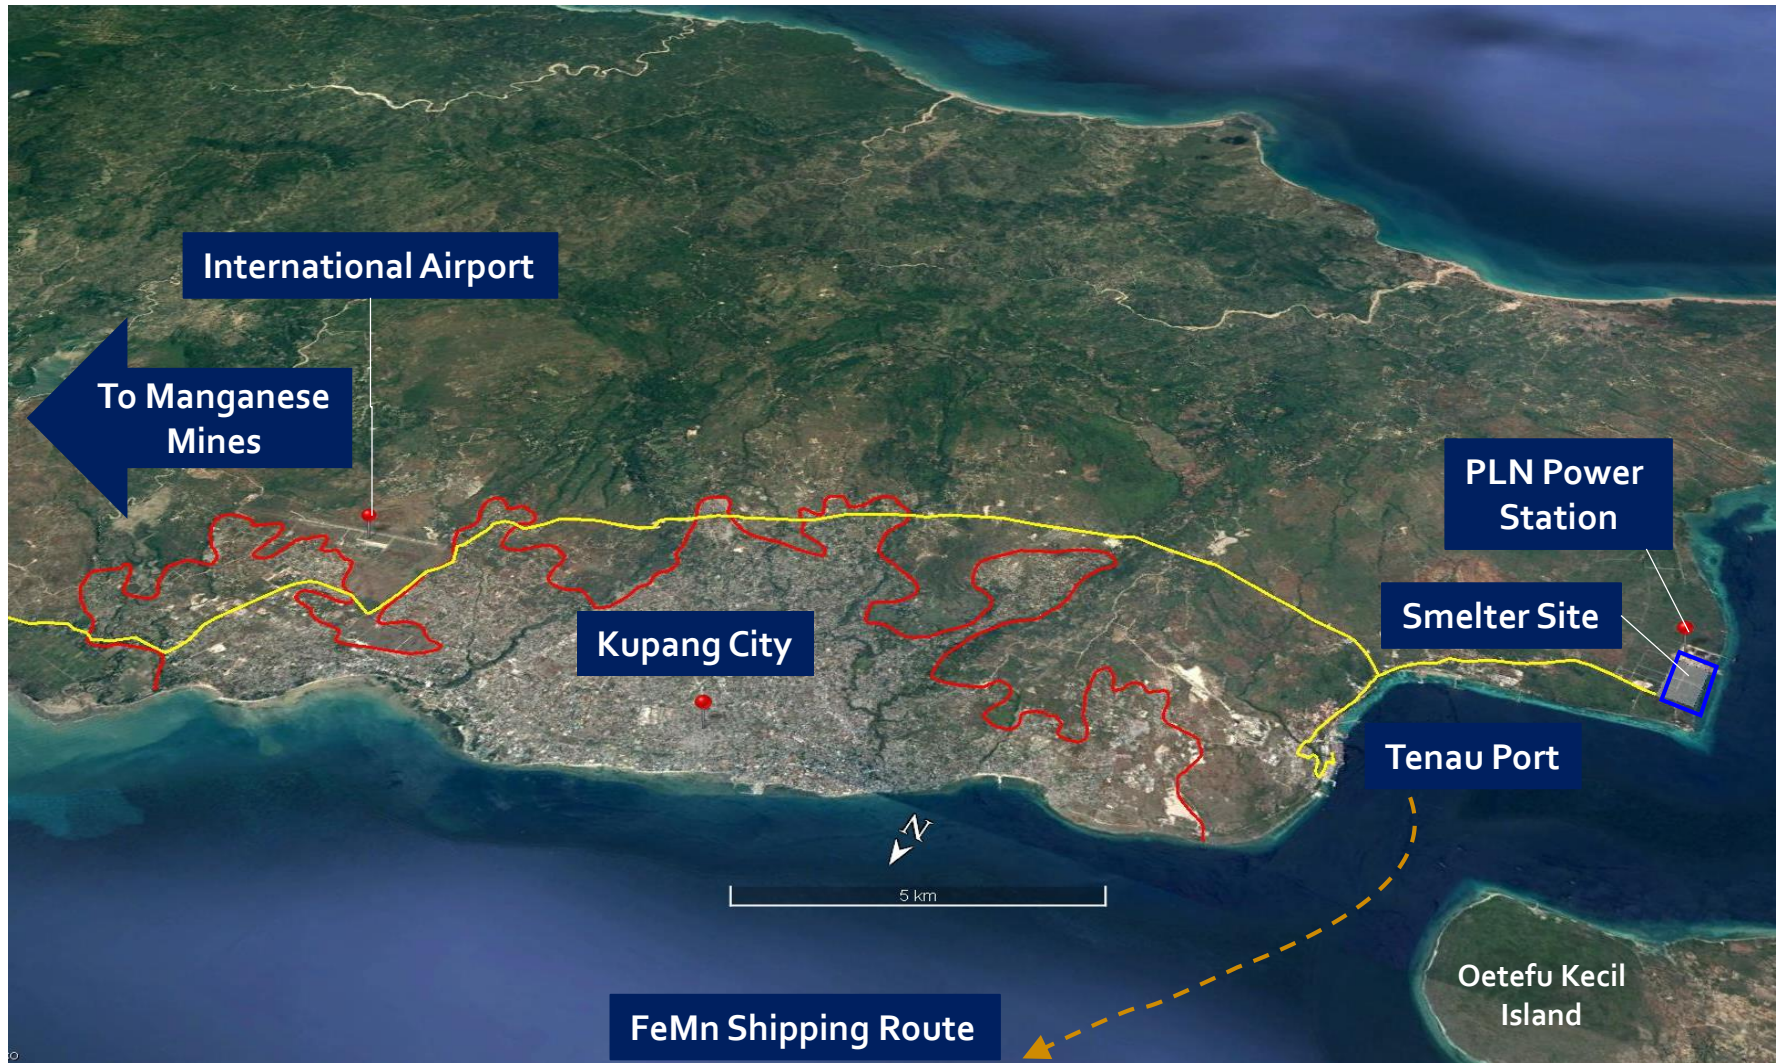 International Airport
To Manganese
Mines
PLN Power
Station
Smelter Site
Kupang City
Tenau Port
N
5 km
Oetefu Kecil
Island
FeMn Shipping Route